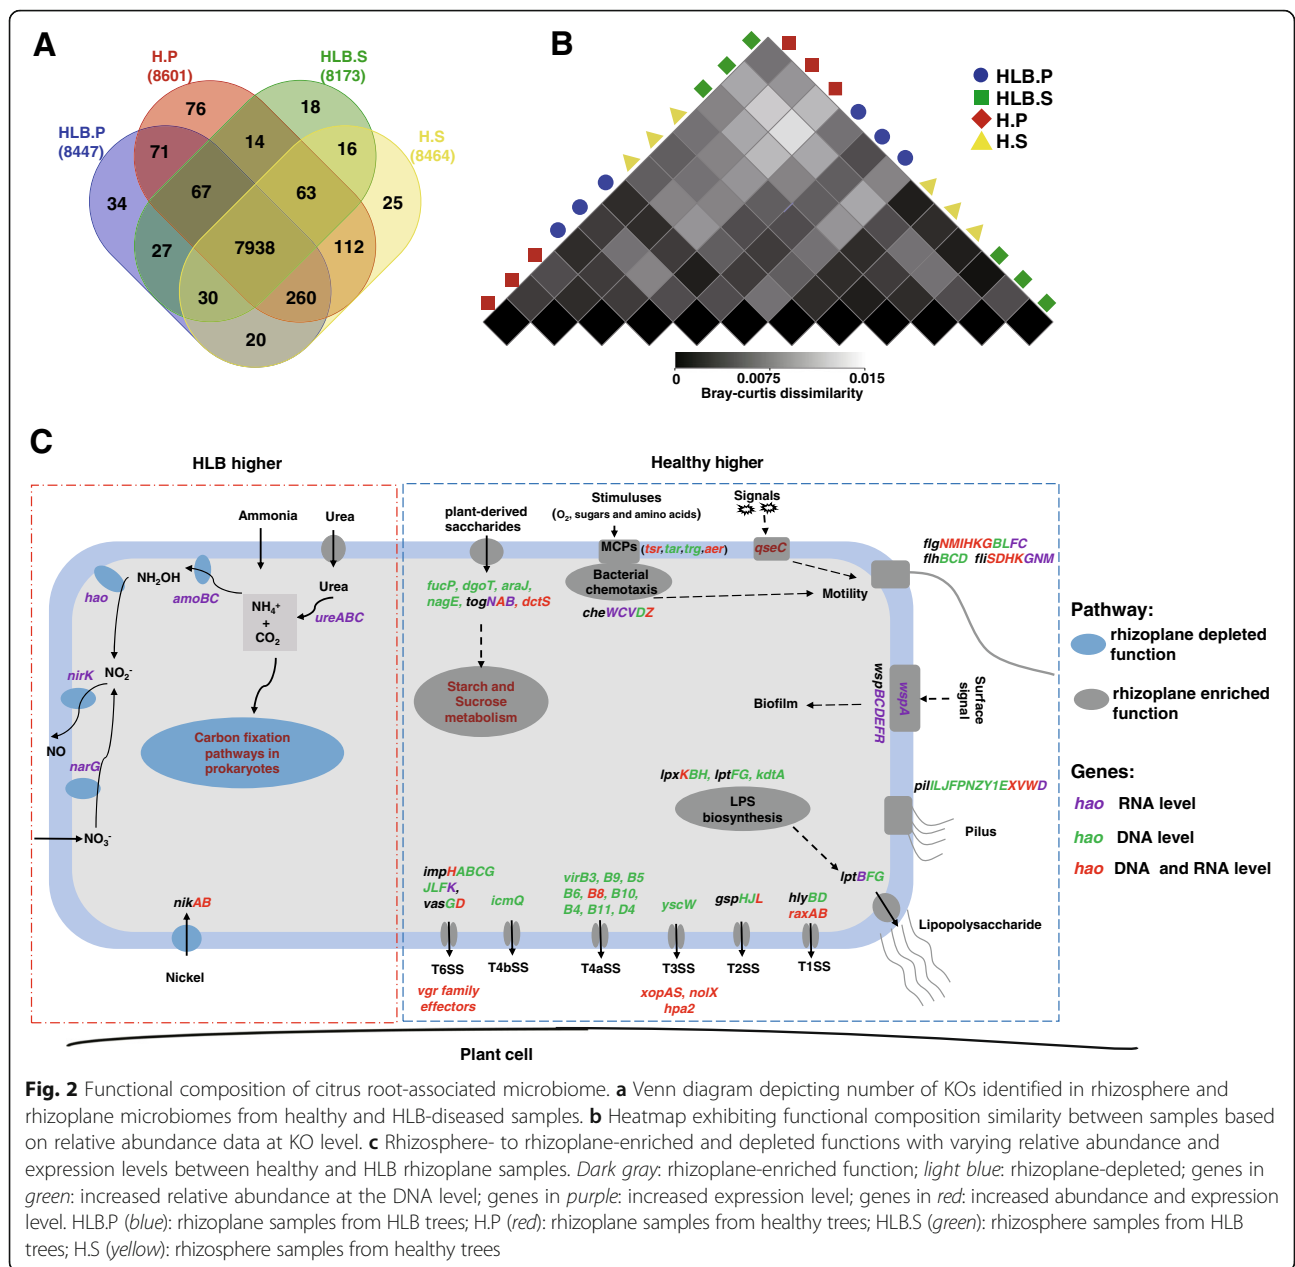 A
H.P
(8601)
HLB.S
(8173)
HLB.P
(8447)
H.S
(8464)
76
18
71
14
16
34
67
63
25
27
7938
112
30
260
20
B
HLB.P
HLB.S
H.P
H.S
0
0.0075
0.015
Bray-curtis dissimilarity
C
HLB higher
Healthy higher
Ammonia
Urea
NH₂OH
hao
amoBC
Urea
ureABC
NH₄⁺
+
CO₂
nirK
NO₂⁻
NO
narG
NO₃⁻
Carbon fixation
pathways in
prokaryotes
nikAB
Nickel
plant-derived
saccharides
fucP, dgoT, araJ,
nagE, togNAB, dctS
Starch and
Sucrose
metabolism
Stimuluses
(O₂, sugars and amino acids)
MCPs (tsr,tar,trg,aer)
Bacterial
chemotaxis
cheWCVDZ
Signals
qseC
Motility
flgNMIHKGBLFC
flhBCD fliSDHKGNM
wspBCDEFR
wspA
Surface
signal
Biofilm
lpxKBH, lptFG, kdtA
LPS
biosynthesis
pilILJFPNZY1EXVWD
Pilus
lptBFG
Lipopolysaccharide
impHABCG
JLFK,
vasGD
icmQ
virB3, B9, B5
B6, B8, B10,
B4, B11, D4
yscW
gspHJL
hlyBD
raxAB
T6SS
T4bSS
T4aSS
T3SS
T2SS
T1SS
vgr family
effectors
xopAS, nolX
hpa2
Plant cell
Pathway:
rhizoplane depleted
function
rhizoplane enriched
function
Genes:
hao RNA level
hao DNA level
hao DNA and RNA level
Fig. 2 Functional composition of citrus root-associated microbiome. a Venn diagram depicting number of KOs identified in rhizosphere and
rhizoplane microbiomes from healthy and HLB-diseased samples. b Heatmap exhibiting functional composition similarity between samples based
on relative abundance data at KO level. c Rhizosphere- to rhizoplane-enriched and depleted functions with varying relative abundance and
expression levels between healthy and HLB rhizoplane samples. Dark gray: rhizoplane-enriched function; light blue: rhizoplane-depleted; genes in
green: increased relative abundance at the DNA level; genes in purple: increased expression level; genes in red: increased abundance and expression
level. HLB.P (blue): rhizoplane samples from HLB trees; H.P (red): rhizoplane samples from healthy trees; HLB.S (green): rhizosphere samples from HLB
trees; H.S (yellow): rhizosphere samples from healthy trees